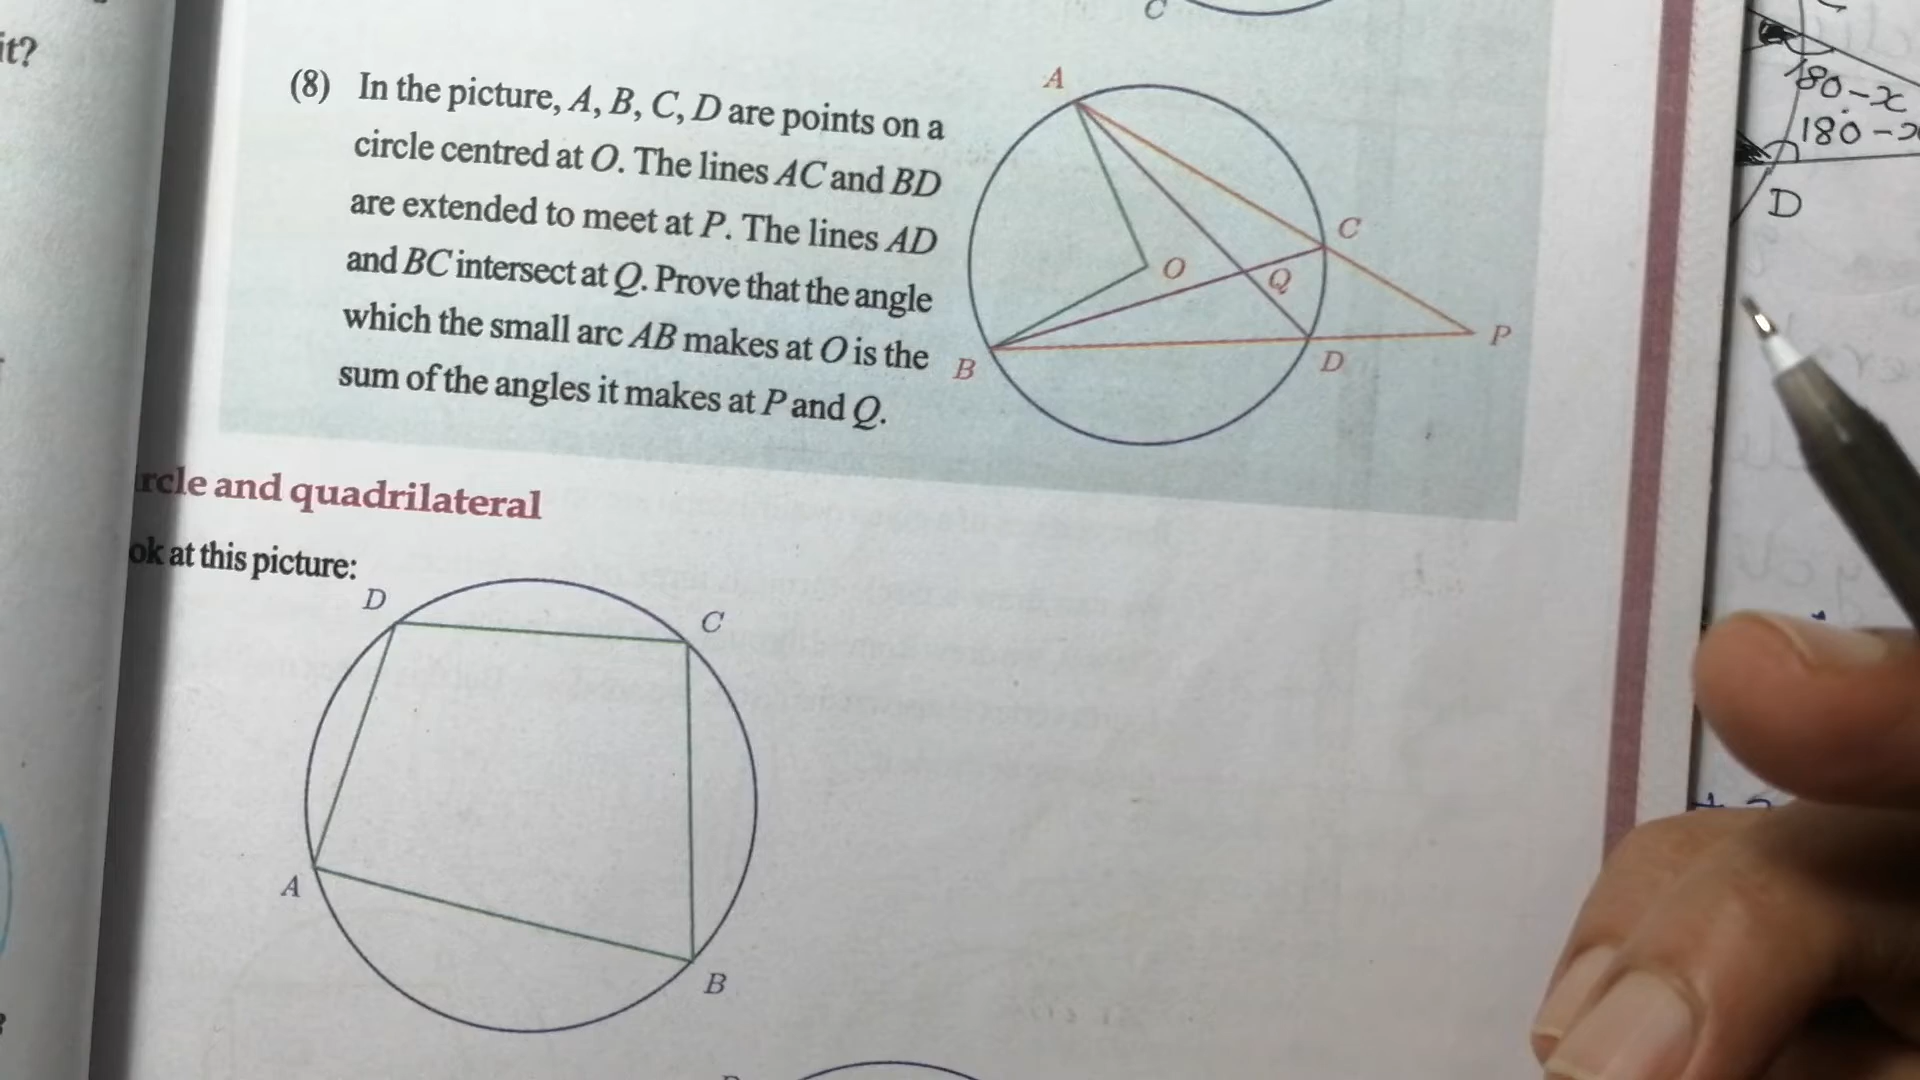 it?
C
(8) In the picture, A, B, C, D are points on a
circle centred at O. The lines AC and BD
are extended to meet at P. The lines AD
and BC intersect at Q. Prove that the angle
which the small arc AB makes at O is the
sum of the angles it makes at P and Q.
A
C
O
Q
P
B
D
180-x
180-
D
rcle and quadrilateral
ok at this picture:
D
C
A
B